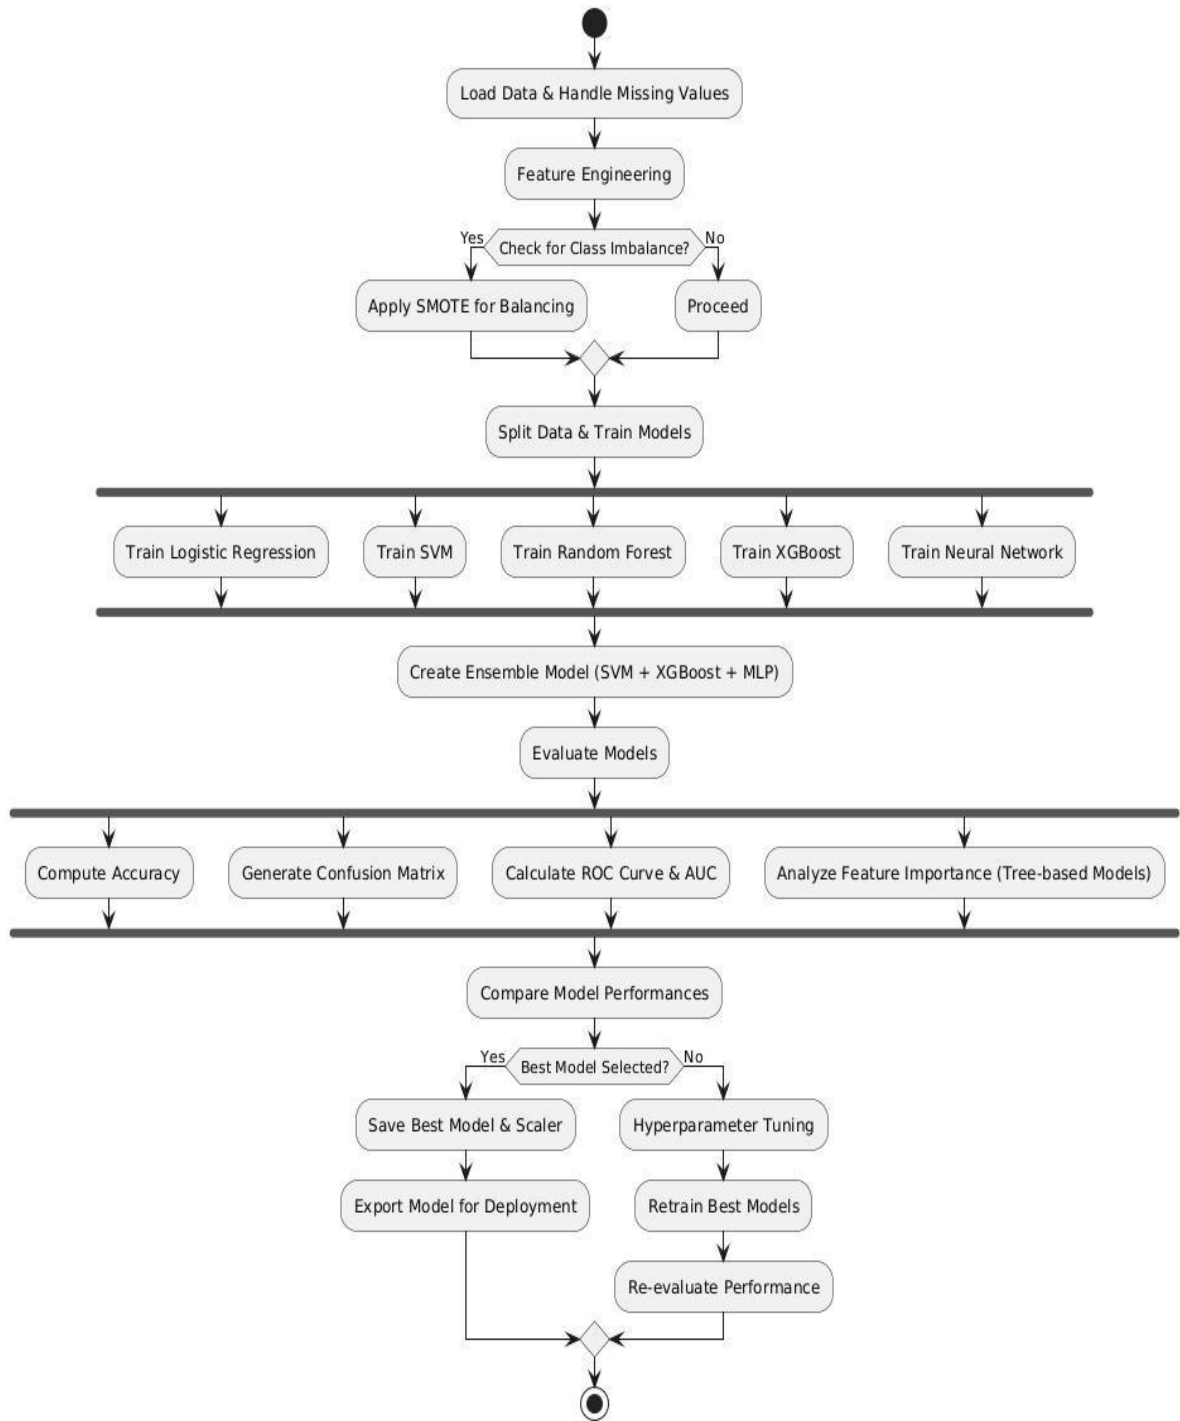 Load Data & Handle Missing Values
Feature Engineering
Yes
Check for Class Imbalance?
No
Apply SMOTE for Balancing
Proceed
Split Data & Train Models
Train Logistic Regression
Train SVM
Train Random Forest
Train XGBoost
Train Neural Network
Create Ensemble Model (SVM + XGBoost + MLP)
Evaluate Models
Compute Accuracy
Generate Confusion Matrix
Calculate ROC Curve & AUC
Analyze Feature Importance (Tree-based Models)
Compare Model Performances
Yes
Best Model Selected?
No
Save Best Model & Scaler
Hyperparameter Tuning
Export Model for Deployment
Retrain Best Models
Re-evaluate Performance